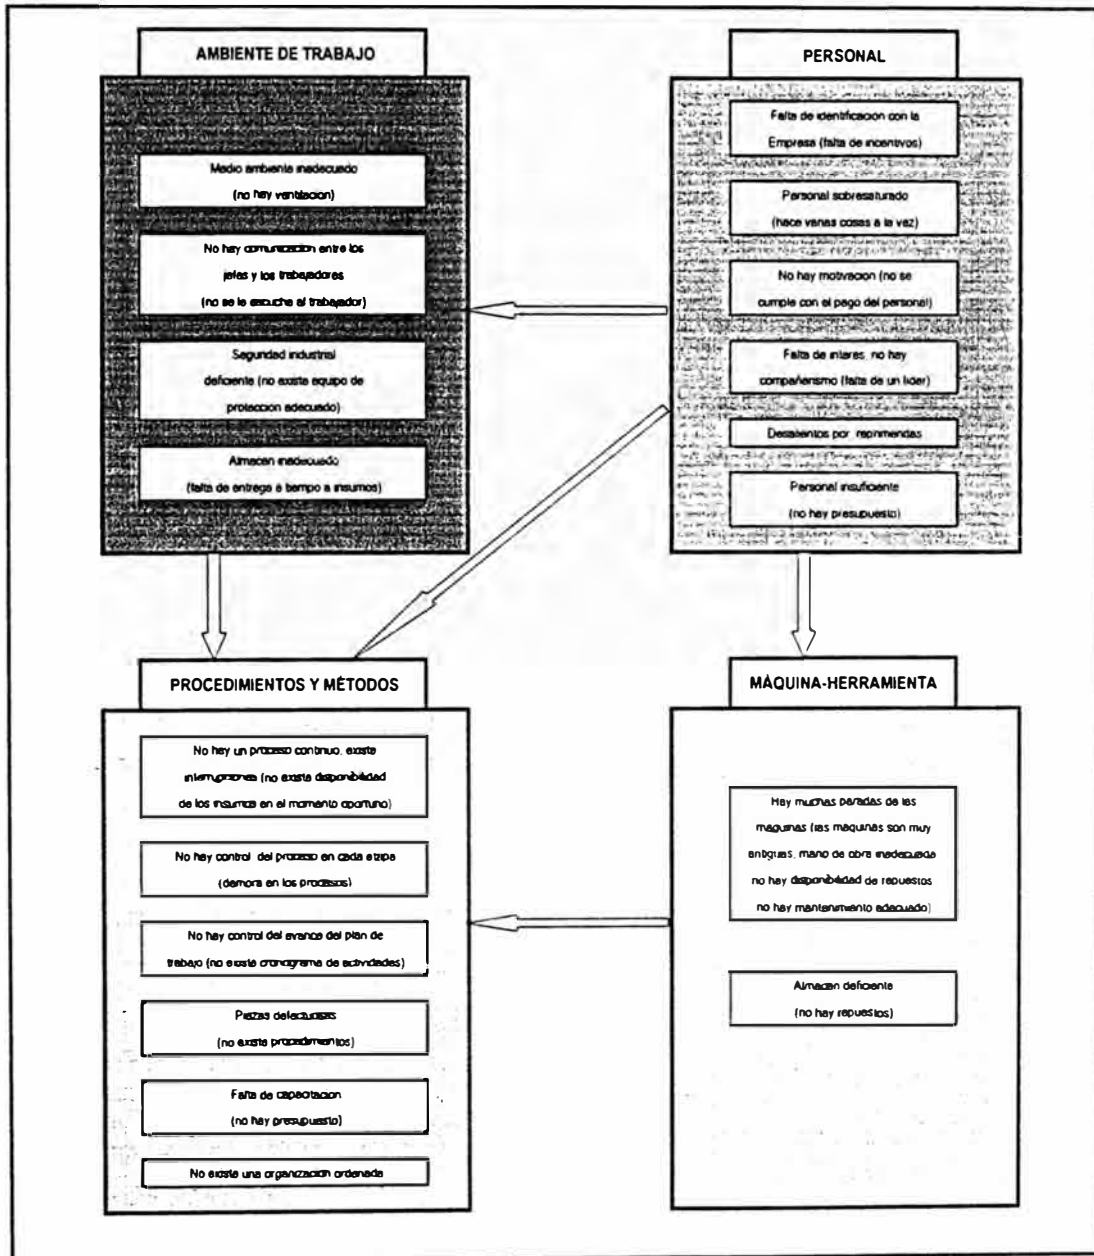 AMBIENTE DE TRABAJO
Medio ambiente inadecuado
(no hay ventilacion)
No hay comunicacion entre los
jefes y los trabajadores
(no se le escucha al trabajador)
Seguridad industrial
deficiente (no existe equipo de
protección adecuado)
Almacen inadecuado
(falta de entrega a tiempo a insumos)
PERSONAL
Falta de identificacion con la
Empresa (falta de incentivos)
Personal sobresaturado
(hace varias cosas a la vez)
No hay motivacion (no se
cumple con el pago del personal)
Falta de interes, no hay
compañerismo (falta de un lider)
Desalientos por reprimendas
Personal insuficiente
(no hay presupuesto)
PROCEDIMIENTOS Y MÉTODOS
No hay un proceso continuo, existe
interrupciones (no existe disponibilidad
de los insumos en el momento oportuno)
No hay control del proceso en cada etapa
(demora en los procesos)
No hay control del avance del plan de
trabajo (no existe cronograma de actividades)
Piezas defectuosas
(no existe procedimientos)
Falta de capacitacion
(no hay presupuesto)
No existe una organización ordenada
MÁQUINA-HERRAMIENTA
Hay muchas paradas de las
maquinas (las maquinas son muy
antiguas, mano de obra inadecuada
no hay disponibilidad de repuestos
no hay mantenimiento adecuado)
Almacen deficiente
(no hay repuestos)